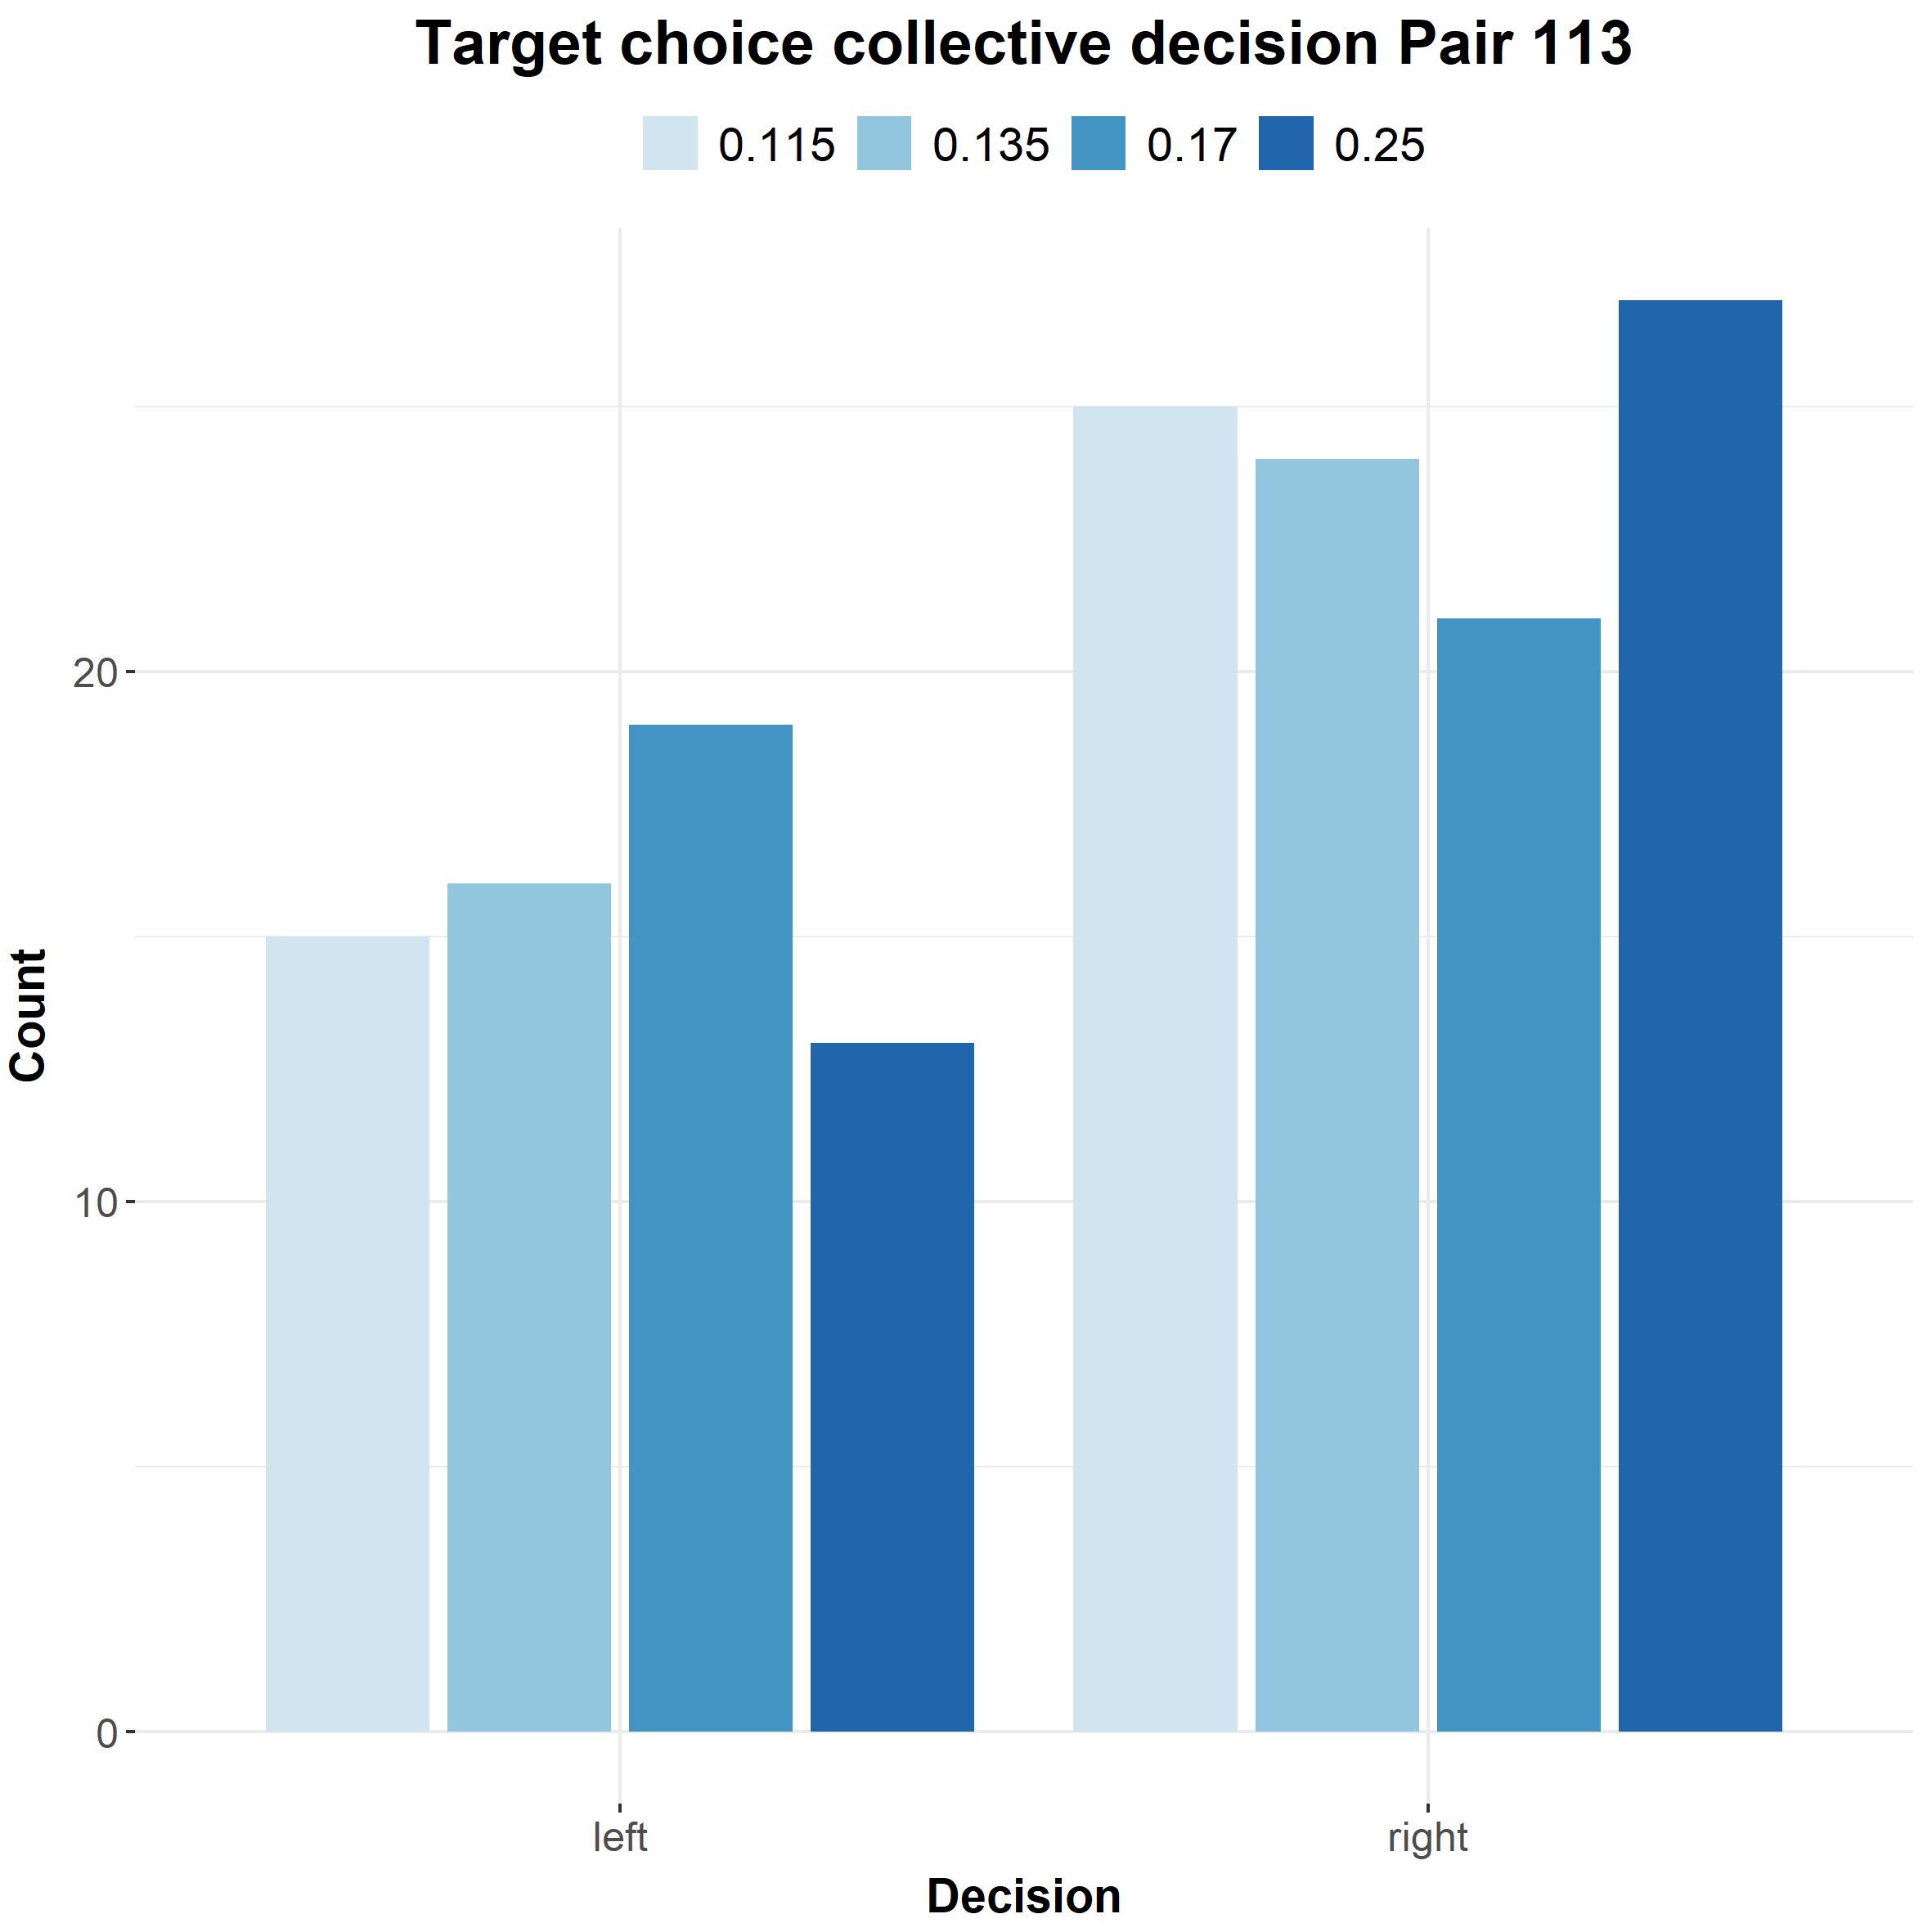 Target choice collective decision Pair 113
0.115 0.135 0.17 0.25
20
10
0
Count
left right
Decision